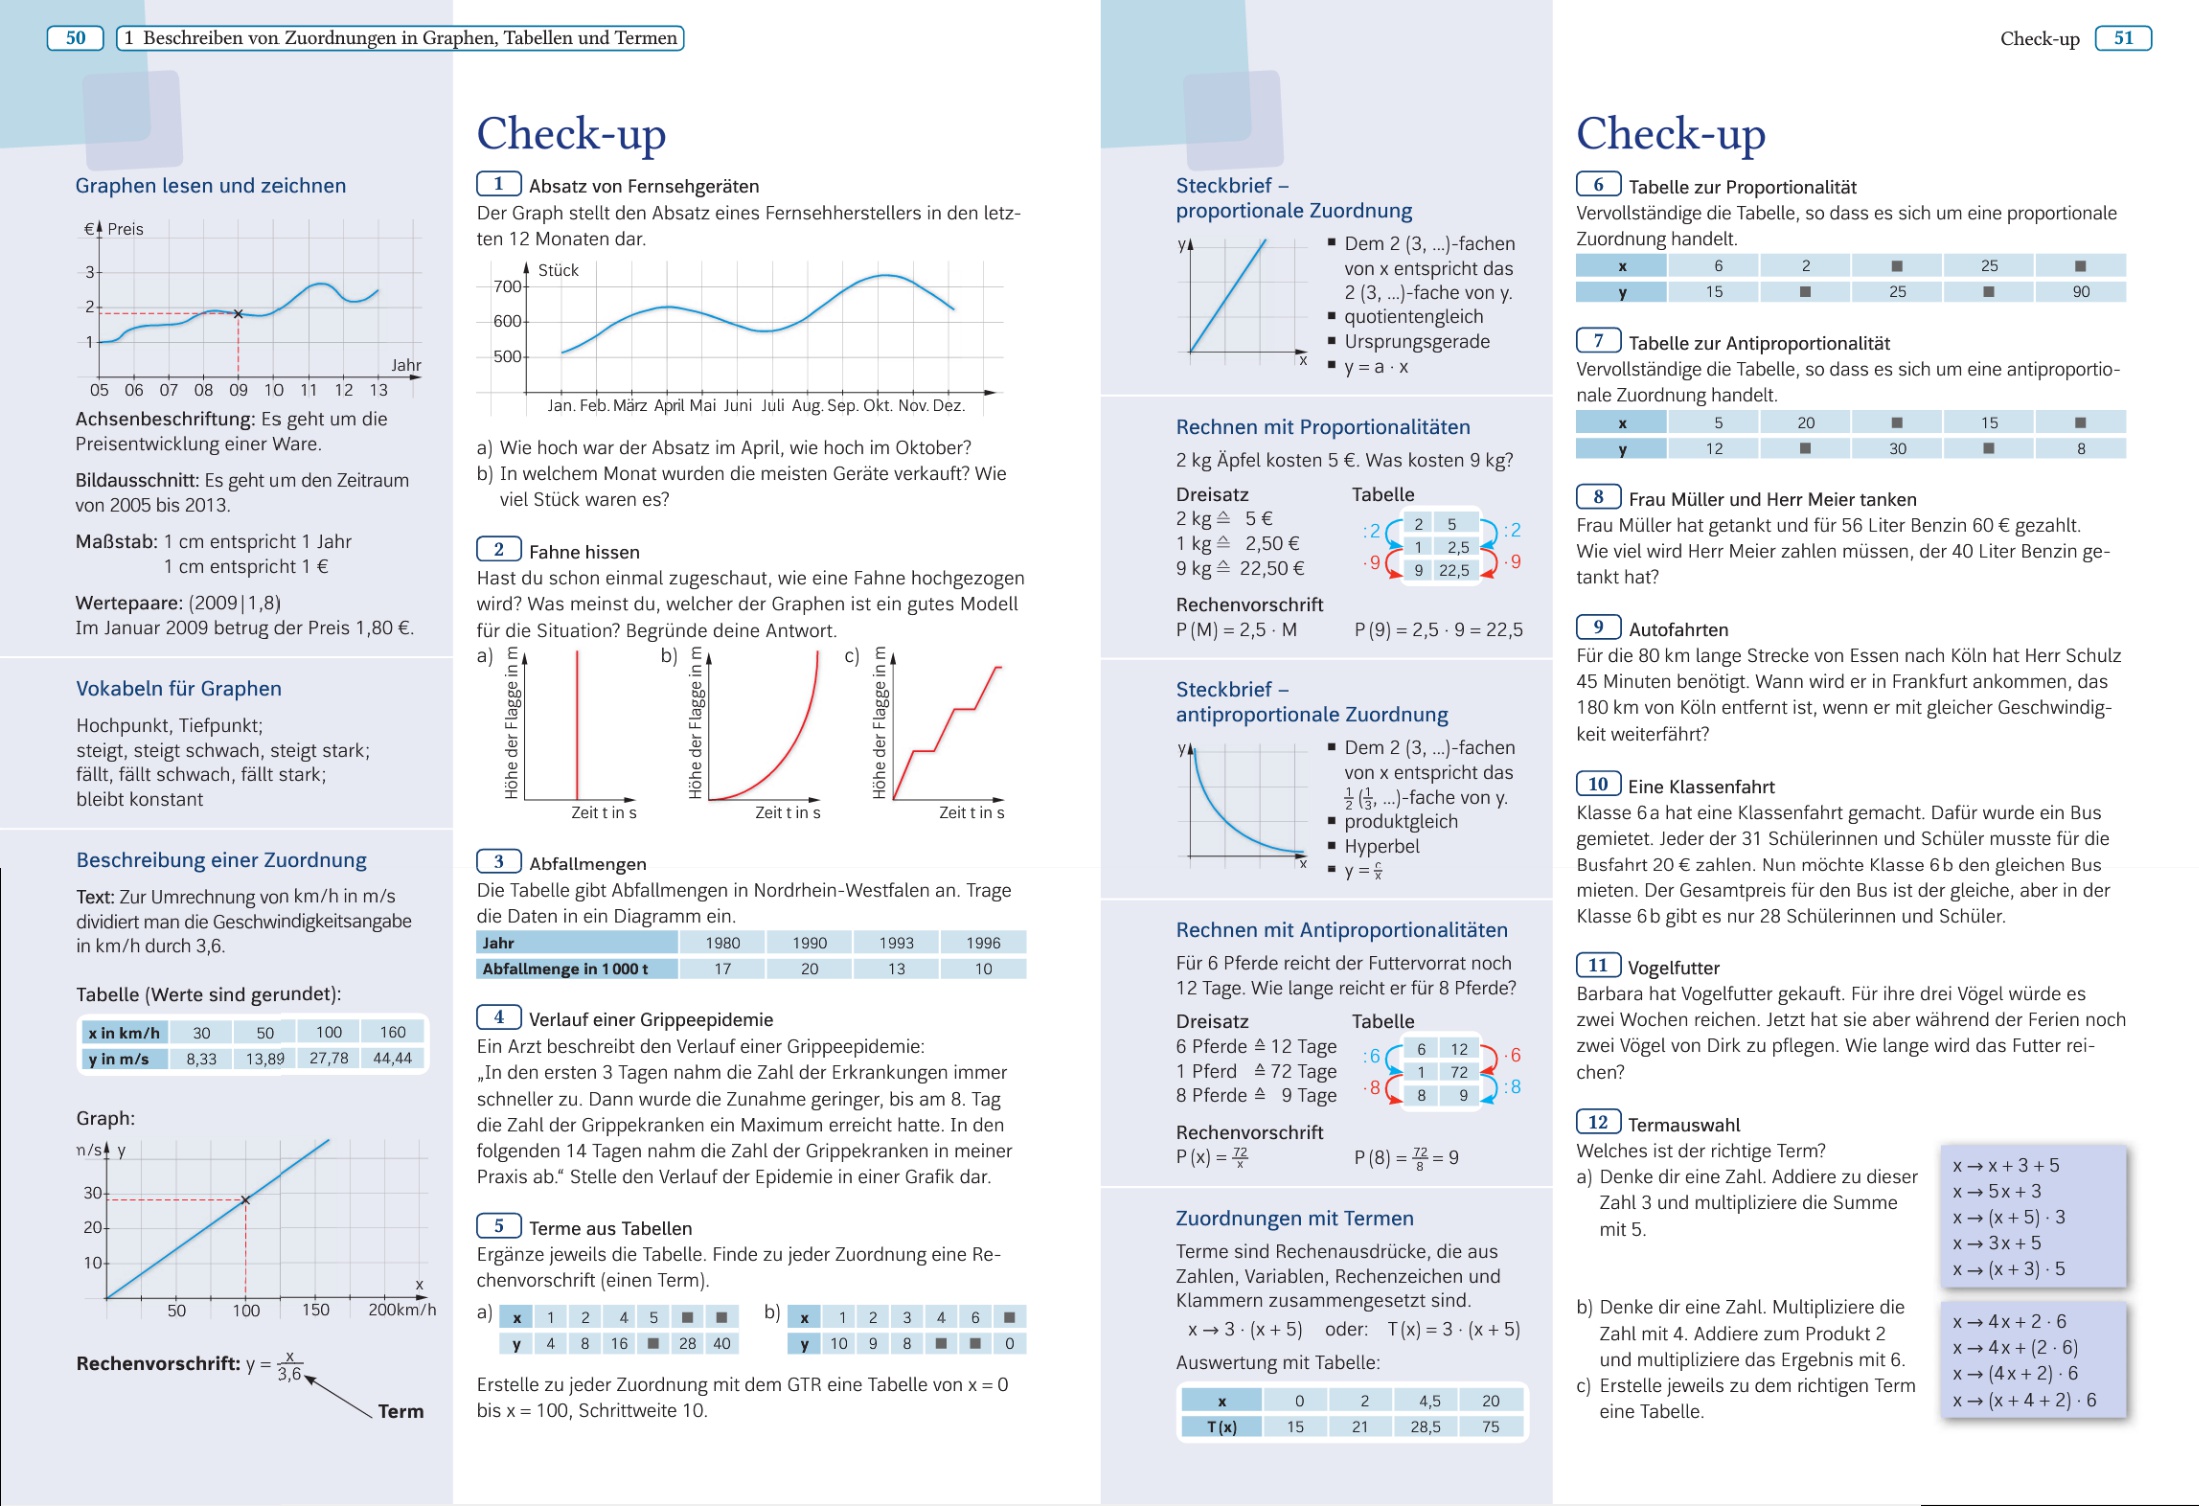 50
1 Beschreiben von Zuordnungen in Graphen, Tabellen und Termen
Graphen lesen und zeichnen
€ Preis
3
2
1
Jahr
05 06 07 08 09 10 11 12 13
Achsenbeschriftung: Es geht um die
Preisentwicklung einer Ware.
Bildausschnitt: Es geht um den Zeitraum
von 2005 bis 2013.
Maßstab: 1 cm entspricht 1 Jahr
1 cm entspricht 1 €
Wertepaare: (2009|1,8)
Im Januar 2009 betrug der Preis 1,80 €.
Vokabeln für Graphen
Hochpunkt, Tiefpunkt;
steigt, steigt schwach, steigt stark;
fällt, fällt schwach, fällt stark;
bleibt konstant
Beschreibung einer Zuordnung
Text: Zur Umrechnung von km/h in m/s
dividiert man die Geschwindigkeitsangabe
in km/h durch 3,6.
Tabelle (Werte sind gerundet):
x in km/h 30 50 100 160
y in m/s 8,33 13,89 27,78 44,44
Graph:
m/s y
30
20
10
x
50 100 150 200km/h
Rechenvorschrift: y = x/3,6
Term
Check-up
1 Absatz von Fernsehgeräten
Der Graph stellt den Absatz eines Fernsehherstellers in den letz-
ten 12 Monaten dar.
Stück
700
600
500
Jan. Feb. März April Mai Juni Juli Aug. Sep. Okt. Nov. Dez.
a) Wie hoch war der Absatz im April, wie hoch im Oktober?
b) In welchem Monat wurden die meisten Geräte verkauft? Wie
viel Stück waren es?
2 Fahne hissen
Hast du schon einmal zugeschaut, wie eine Fahne hochgezogen
wird? Was meinst du, welcher der Graphen ist ein gutes Modell
für die Situation? Begründe deine Antwort.
a) Höhe der Flagge in m
Zeit t in s
b) Höhe der Flagge in m
Zeit t in s
c) Höhe der Flagge in m
Zeit t in s
3 Abfallmengen
Die Tabelle gibt Abfallmengen in Nordrhein-Westfalen an. Trage
die Daten in ein Diagramm ein.
Jahr 1980 1990 1993 1996
Abfallmenge in 1000 t 17 20 13 10
4 Verlauf einer Grippeepidemie
Ein Arzt beschreibt den Verlauf einer Grippeepidemie:
„In den ersten 3 Tagen nahm die Zahl der Erkrankungen immer
schneller zu. Dann wurde die Zunahme geringer, bis am 8. Tag
die Zahl der Grippekranken ein Maximum erreicht hatte. In den
folgenden 14 Tagen nahm die Zahl der Grippekranken in meiner
Praxis ab.“ Stelle den Verlauf der Epidemie in einer Grafik dar.
5 Terme aus Tabellen
Ergänze jeweils die Tabelle. Finde zu jeder Zuordnung eine Re-
chenvorschrift (einen Term).
a) x 1 2 4 5 ■ ■
y 4 8 16 ■ 28 40
b) x 1 2 3 4 6 ■
y 10 9 8 ■ ■ 0
Erstelle zu jeder Zuordnung mit dem GTR eine Tabelle von x = 0
bis x = 100, Schrittweite 10.
Check-up 51
Steckbrief –
proportionale Zuordnung
y
x
■ Dem 2 (3, ...)-fachen
von x entspricht das
2 (3, ...)-fache von y.
■ quotientengleich
■ Ursprungsgerade
■ y = a · x
Rechnen mit Proportionalitäten
2 kg Äpfel kosten 5 €. Was kosten 9 kg?
Dreisatz
2 kg ≙ 5 €
1 kg ≙ 2,50 €
9 kg ≙ 22,50 €
Tabelle
:2 2 5 :2
1 2,5
·9 9 22,5 ·9
Rechenvorschrift
P (M) = 2,5 · M P (9) = 2,5 · 9 = 22,5
Steckbrief –
antiproportionale Zuordnung
y
x
■ Dem 2 (3, ...)-fachen
von x entspricht das
1/2 (1/3, ...)-fache von y.
■ produktgleich
■ Hyperbel
■ y = c/x
Rechnen mit Antiproportionalitäten
Für 6 Pferde reicht der Futtervorrat noch
12 Tage. Wie lange reicht er für 8 Pferde?
Dreisatz
6 Pferde ≙ 12 Tage
1 Pferd ≙ 72 Tage
8 Pferde ≙ 9 Tage
Tabelle
:6 6 12 ·6
1 72
·8 8 9 :8
Rechenvorschrift
P (x) = 72/x P (8) = 72/8 = 9
Zuordnungen mit Termen
Terme sind Rechenausdrücke, die aus
Zahlen, Variablen, Rechenzeichen und
Klammern zusammengesetzt sind.
x → 3 · (x + 5) oder: T (x) = 3 · (x + 5)
Auswertung mit Tabelle:
x 0 2 4,5 20
T (x) 15 21 28,5 75
Check-up
6 Tabelle zur Proportionalität
Vervollständige die Tabelle, so dass es sich um eine proportionale
Zuordnung handelt.
x 6 2 ■ 25 ■
y 15 ■ 25 ■ 90
7 Tabelle zur Antiproportionalität
Vervollständige die Tabelle, so dass es sich um eine antiproportio-
nale Zuordnung handelt.
x 5 20 ■ 15 ■
y 12 ■ 30 ■ 8
8 Frau Müller und Herr Meier tanken
Frau Müller hat getankt und für 56 Liter Benzin 60 € gezahlt.
Wie viel wird Herr Meier zahlen müssen, der 40 Liter Benzin ge-
tankt hat?
9 Autofahrten
Für die 80 km lange Strecke von Essen nach Köln hat Herr Schulz
45 Minuten benötigt. Wann wird er in Frankfurt ankommen, das
180 km von Köln entfernt ist, wenn er mit gleicher Geschwindig-
keit weiterfährt?
10 Eine Klassenfahrt
Klasse 6 a hat eine Klassenfahrt gemacht. Dafür wurde ein Bus
gemietet. Jeder der 31 Schülerinnen und Schüler musste für die
Busfahrt 20 € zahlen. Nun möchte Klasse 6 b den gleichen Bus
mieten. Der Gesamtpreis für den Bus ist der gleiche, aber in der
Klasse 6 b gibt es nur 28 Schülerinnen und Schüler.
11 Vogelfutter
Barbara hat Vogelfutter gekauft. Für ihre drei Vögel würde es
zwei Wochen reichen. Jetzt hat sie aber während der Ferien noch
zwei Vögel von Dirk zu pflegen. Wie lange wird das Futter rei-
chen?
12 Termauswahl
Welches ist der richtige Term?
a) Denke dir eine Zahl. Addiere zu dieser
Zahl 3 und multipliziere die Summe
mit 5.
x → x + 3 + 5
x → 5x + 3
x → (x + 5) · 3
x → 3x + 5
x → (x + 3) · 5
b) Denke dir eine Zahl. Multipliziere die
Zahl mit 4. Addiere zum Produkt 2
und multipliziere das Ergebnis mit 6.
c) Erstelle jeweils zu dem richtigen Term
eine Tabelle.
x → 4x + 2 · 6
x → 4x + (2 · 6)
x → (4x + 2) · 6
x → (x + 4 + 2) · 6